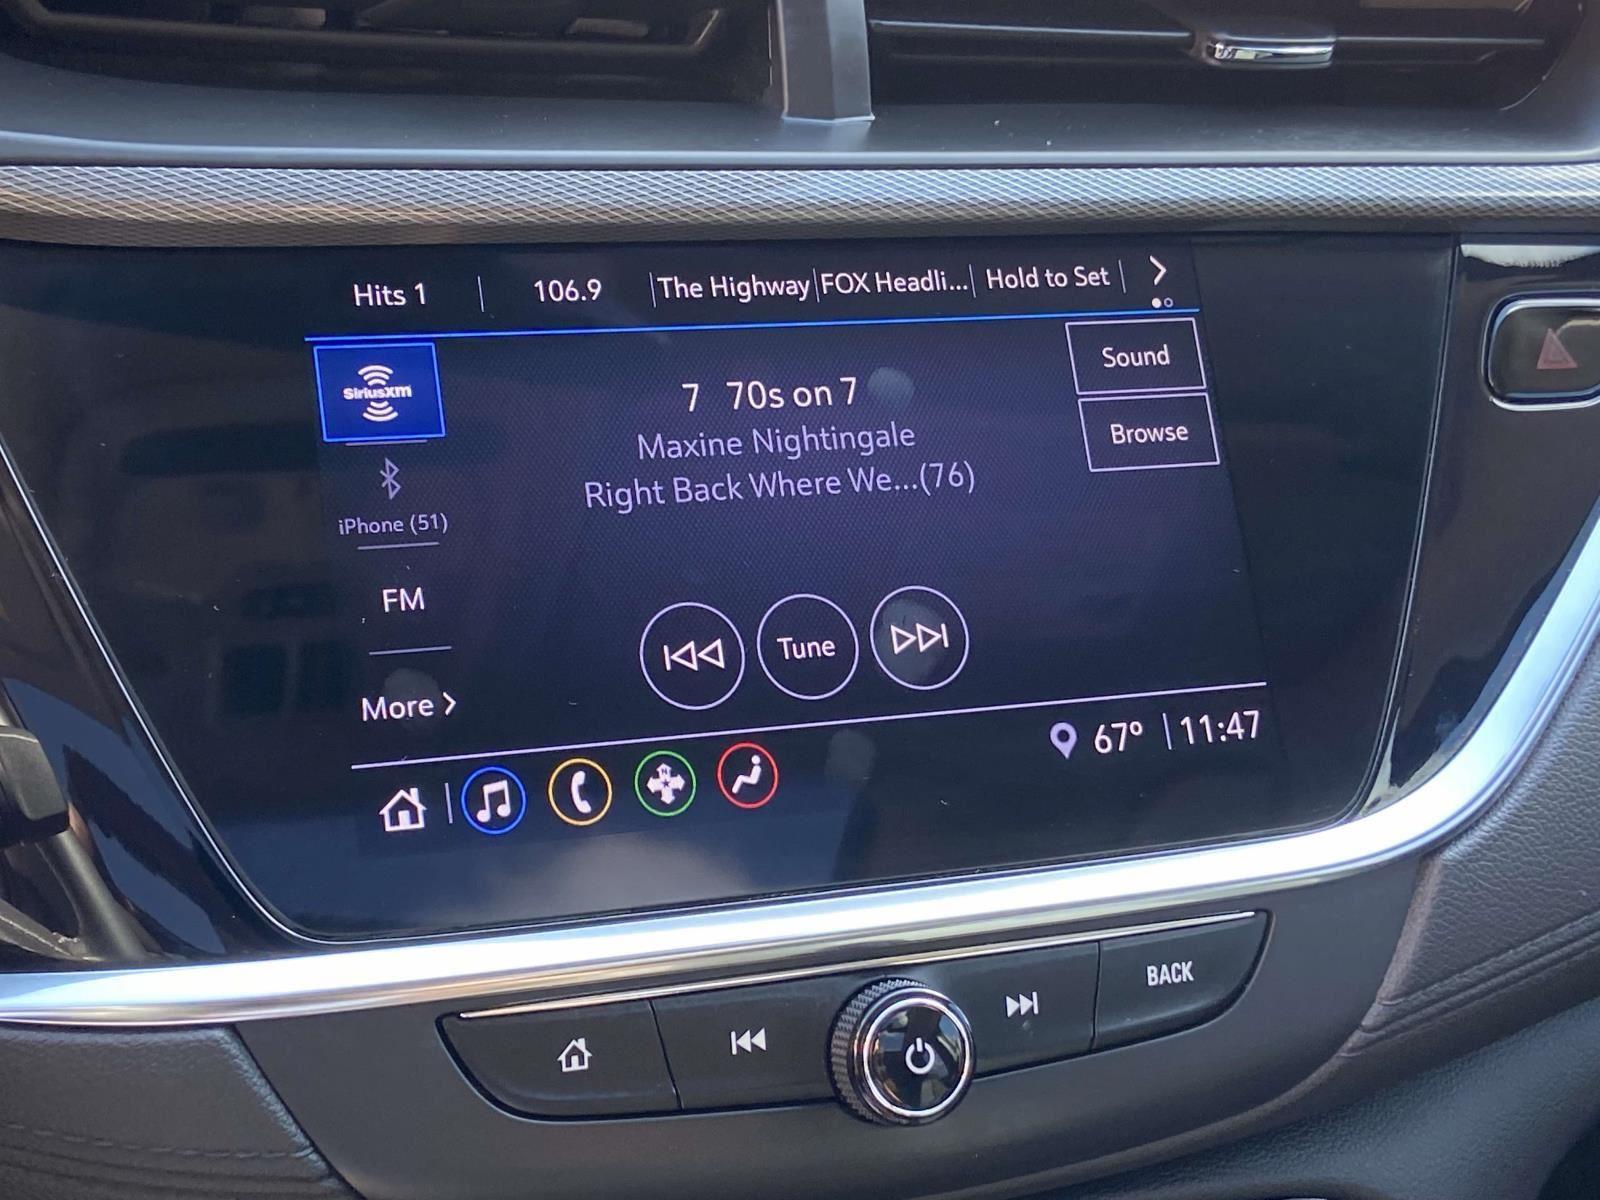 Hits 1 106.9 The Highway FOX Headli... Hold to Set
SiriusXM
7 70s on 7
Sound
Maxine Nightingale
Browse
Right Back Where We...(76)
iPhone (51)
FM
Tune
More
67° 11:47
BACK